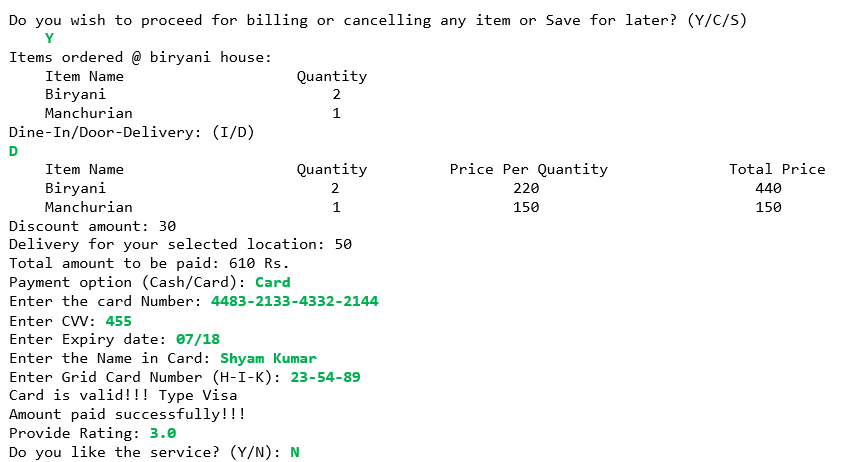 Do you wish to proceed for billing or cancelling any item or Save for later? (Y/C/S)
Y
Items ordered @ biryani house:
Item Name Quantity
Biryani 2
Manchurian 1
Dine-In/Door-Delivery: (I/D)
D
Item Name Quantity Price Per Quantity Total Price
Biryani 2 220 440
Manchurian 1 150 150
Discount amount: 30
Delivery for your selected location: 50
Total amount to be paid: 610 Rs.
Payment option (Cash/Card): Card
Enter the card Number: 4483-2133-4332-2144
Enter CVV: 455
Enter Expiry date: 07/18
Enter the Name in Card: Shyam Kumar
Enter Grid Card Number (H-I-K): 23-54-89
Card is valid!!! Type Visa
Amount paid successfully!!!
Provide Rating: 3.0
Do you like the service? (Y/N): N